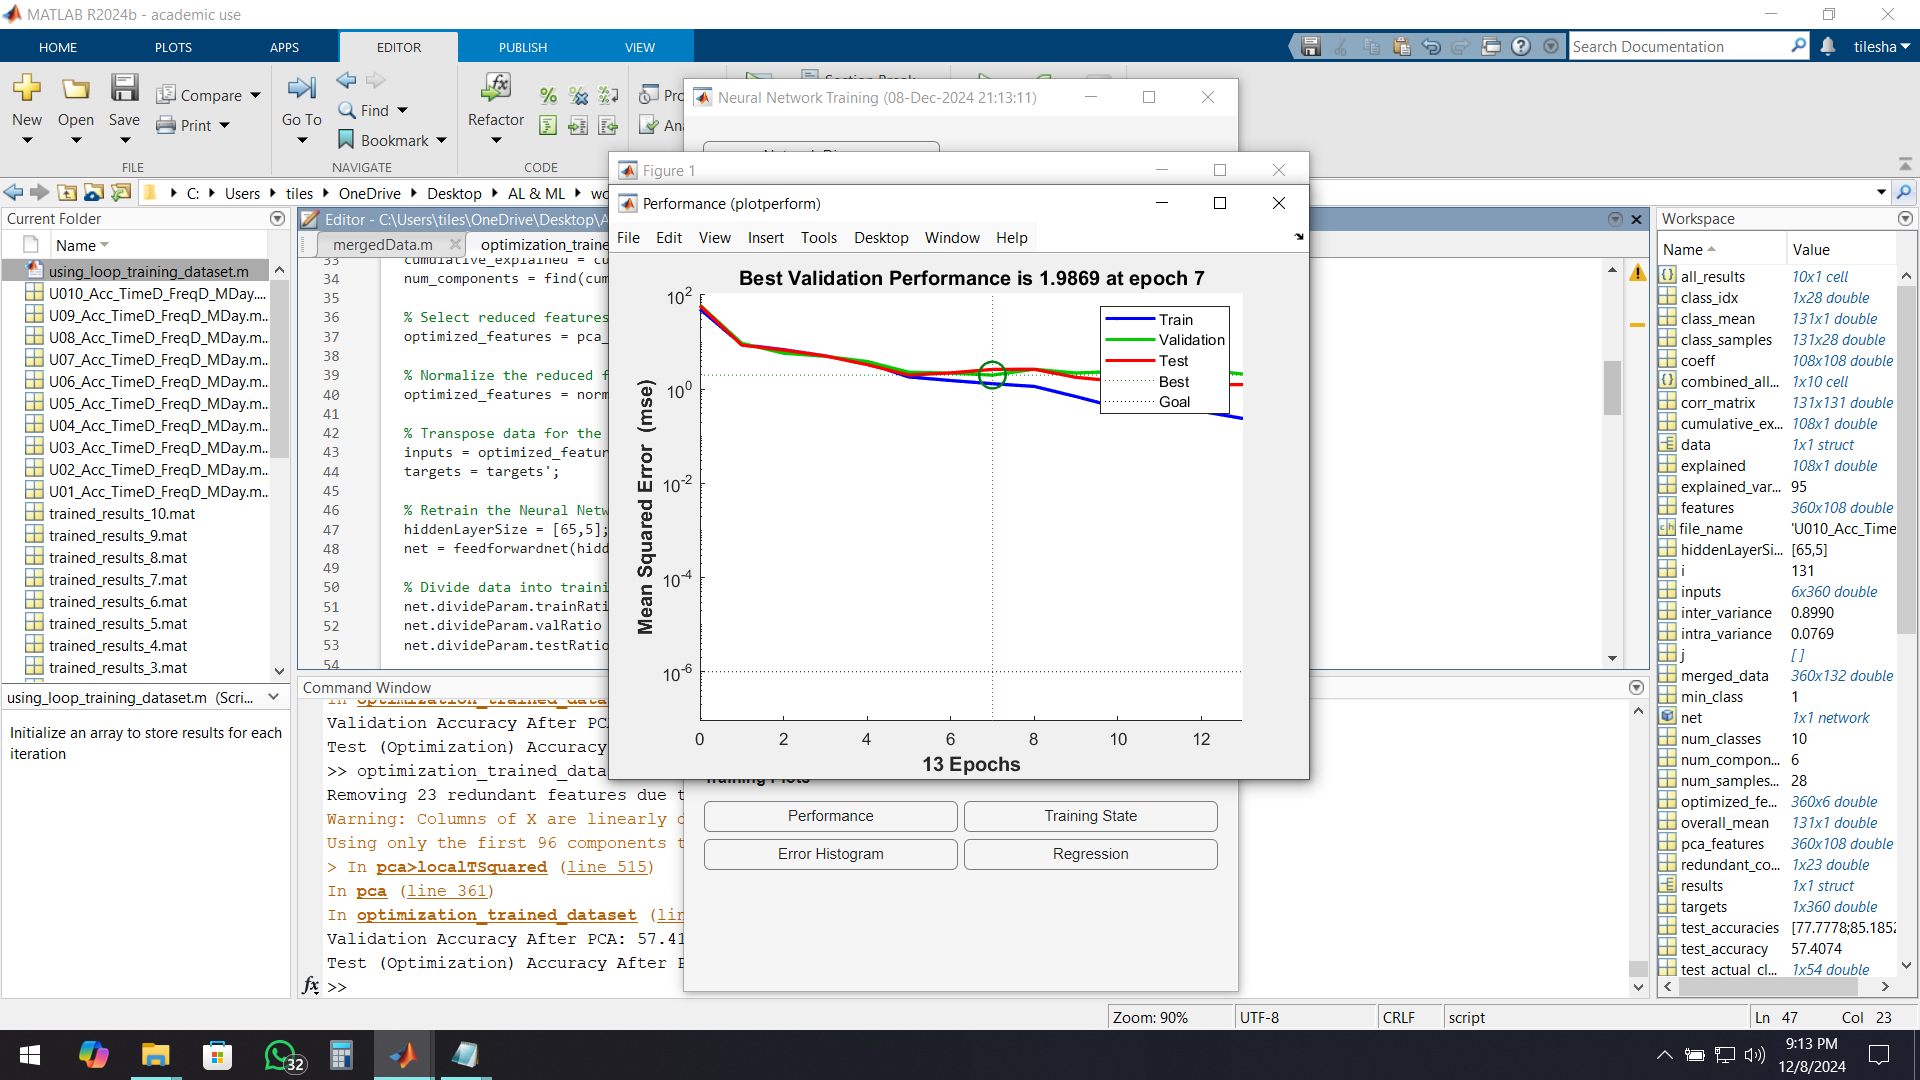 MATLAB R2024b - academic use
HOME
PLOTS
APPS
EDITOR
PUBLISH
VIEW
Search Documentation
tilesha
New
Open
Save
Compare
Print
Go To
Find
Bookmark
Refactor
FILE
NAVIGATE
CODE
Neural Network Training (08-Dec-2024 21:13:11)
Figure 1
C:
Users
tiles
OneDrive
Desktop
AL & ML
Current Folder
Name
using_loop_training_dataset.m
U010_Acc_TimeD_FreqD_MDay....
U09_Acc_TimeD_FreqD_MDay.m...
U08_Acc_TimeD_FreqD_MDay.m...
U07_Acc_TimeD_FreqD_MDay.m...
U06_Acc_TimeD_FreqD_MDay.m...
U05_Acc_TimeD_FreqD_MDay.m...
U04_Acc_TimeD_FreqD_MDay.m...
U03_Acc_TimeD_FreqD_MDay.m...
U02_Acc_TimeD_FreqD_MDay.m...
U01_Acc_TimeD_FreqD_MDay.m...
trained_results_10.mat
trained_results_9.mat
trained_results_8.mat
trained_results_7.mat
trained_results_6.mat
trained_results_5.mat
trained_results_4.mat
trained_results_3.mat
using_loop_training_dataset.m (Scri...
Initialize an array to store results for each
iteration
Editor - C:\Users\tiles\OneDrive\Desktop\A
mergedData.m
optimization_traine
33 cumulative_explained = cu
34 num_components = find(cum
35
36 % Select reduced features
37 optimized_features = pca_
38
39 % Normalize the reduced f
40 optimized_features = norm
41
42 % Transpose data for the
43 inputs = optimized_featur
44 targets = targets';
45
46 % Retrain the Neural Netw
47 hiddenLayerSize = [65,5];
48 net = feedforwardnet(hidd
49
50 % Divide data into traini
51 net.divideParam.trainRati
52 net.divideParam.valRatio
53 net.divideParam.testRatio
54
Command Window
In optimization_trained_data
Validation Accuracy After PC
Test (Optimization) Accuracy
>> optimization_trained_data
Removing 23 redundant features due t
Warning: Columns of X are linearly
Using only the first 96 components t
> In pca>localTSquared (line 515)
In pca (line 361)
In optimization_trained_dataset (lin
Validation Accuracy After PCA: 57.41
Test (Optimization) Accuracy After P
fx >>
Performance (plotperform)
File
Edit
View
Insert
Tools
Desktop
Window
Help
Best Validation Performance is 1.9869 at epoch 7
Train
Validation
Test
Best
Goal
Mean Squared Error (mse)
10^2
10^0
10^-2
10^-4
10^-6
0 2 4 6 8 10 12
13 Epochs
Training Plots
Performance
Training State
Error Histogram
Regression
Workspace
Name Value
all_results 10x1 cell
class_idx 1x28 double
class_mean 131x1 double
class_samples 131x28 double
coeff 108x108 double
combined_all... 1x10 cell
corr_matrix 131x131 double
cumulative_ex... 108x1 double
data 1x1 struct
explained 108x1 double
explained_var... 95
features 360x108 double
file_name 'U010_Acc_Time
hiddenLayerSi... [65,5]
i 131
inputs 6x360 double
inter_variance 0.8990
intra_variance 0.0769
j []
merged_data 360x132 double
min_class 1
net 1x1 network
num_classes 10
num_compon... 6
num_samples... 28
optimized_fe... 360x6 double
overall_mean 131x1 double
pca_features 360x108 double
redundant_co... 1x23 double
results 1x1 struct
targets 1x360 double
test_accuracies [77.7778;85.1852
test_accuracy 57.4074
test_actual_cl... 1x54 double
Zoom: 90%
UTF-8
CRLF
script
Ln 47
Col 23
32
9:13 PM
12/8/2024